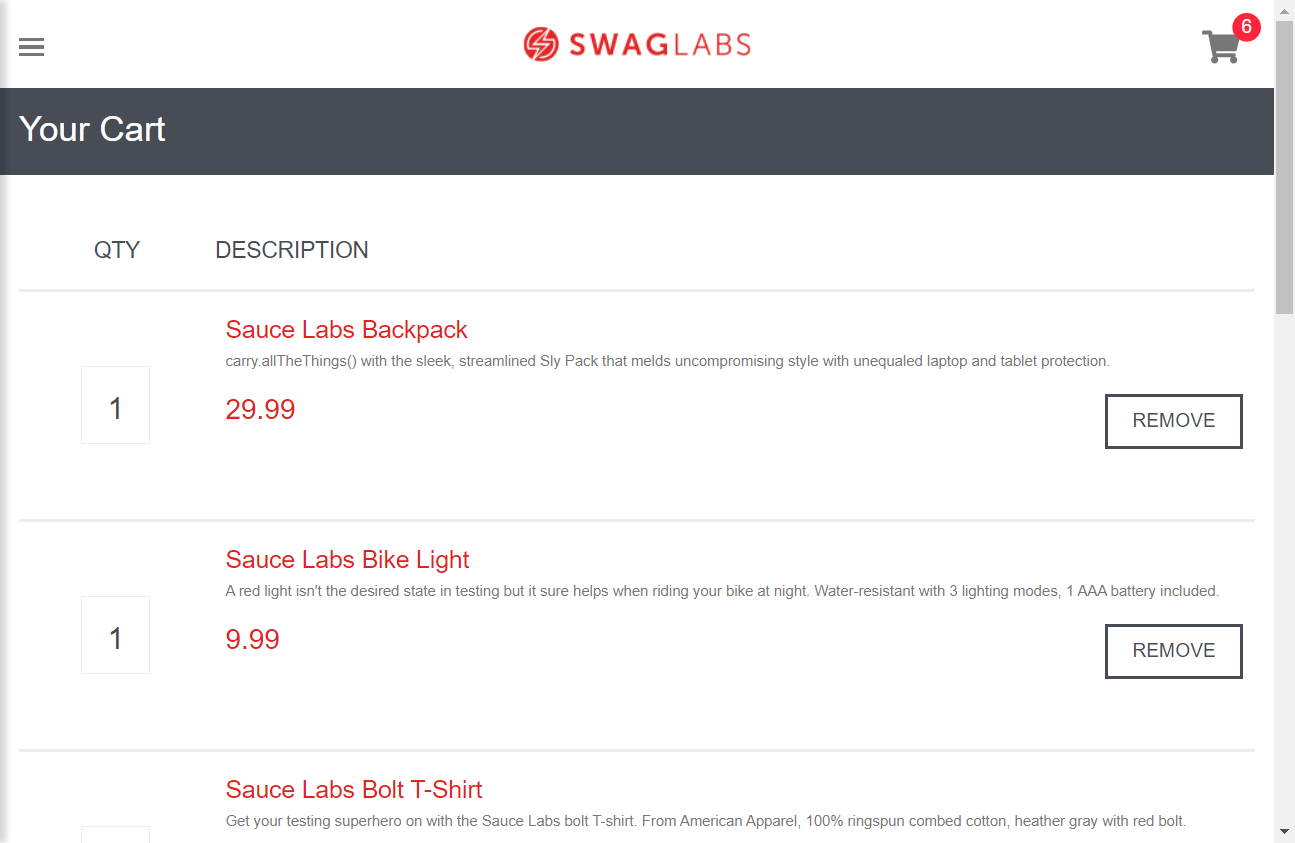 SWAGLABS
6
Your Cart
QTY DESCRIPTION
Sauce Labs Backpack
carry.allTheThings() with the sleek, streamlined Sly Pack that melds uncompromising style with unequaled laptop and tablet protection.
1
29.99
REMOVE
Sauce Labs Bike Light
A red light isn't the desired state in testing but it sure helps when riding your bike at night. Water-resistant with 3 lighting modes, 1 AAA battery included.
1
9.99
REMOVE
Sauce Labs Bolt T-Shirt
Get your testing superhero on with the Sauce Labs bolt T-shirt. From American Apparel, 100% ringspun combed cotton, heather gray with red bolt.